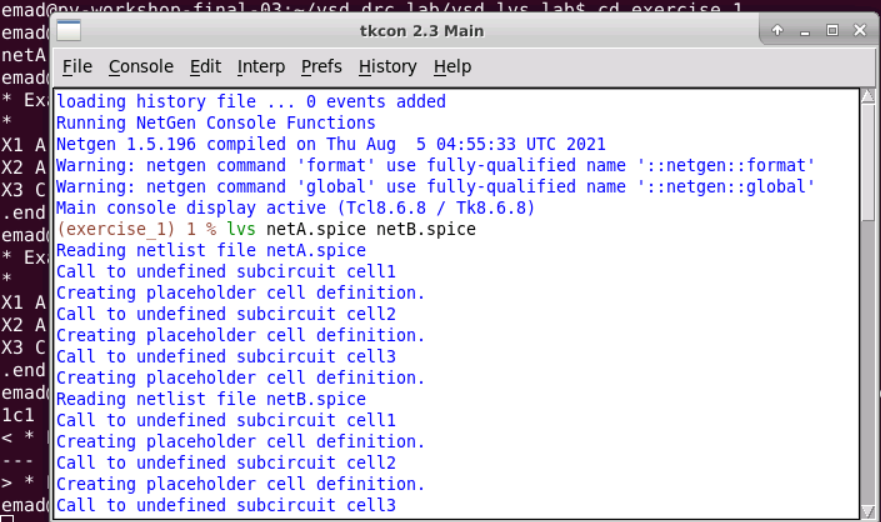 emad@pv-workshop-final-03:~/vsd_drc_lab/vsd_lvs_lab$ cd exercise_1
tkcon 2.3 Main
File Console Edit Interp Prefs History Help
loading history file ... 0 events added
Running NetGen Console Functions
Netgen 1.5.196 compiled on Thu Aug  5 04:55:33 UTC 2021
Warning: netgen command 'format' use fully-qualified name '::netgen::format'
Warning: netgen command 'global' use fully-qualified name '::netgen::global'
Main console display active (Tcl8.6.8 / Tk8.6.8)
(exercise_1) 1 % lvs netA.spice netB.spice
Reading netlist file netA.spice
Call to undefined subcircuit cell1
Creating placeholder cell definition.
Call to undefined subcircuit cell2
Creating placeholder cell definition.
Call to undefined subcircuit cell3
Creating placeholder cell definition.
Reading netlist file netB.spice
Call to undefined subcircuit cell1
Creating placeholder cell definition.
Call to undefined subcircuit cell2
Creating placeholder cell definition.
Call to undefined subcircuit cell3
emad
netA
emad
* Ex
*
X1 A
X2 A
X3 C
.end
emad
* Ex
*
X1 A
X2 A
X3 C
.end
emad
1c1
< *
---
> *
emad